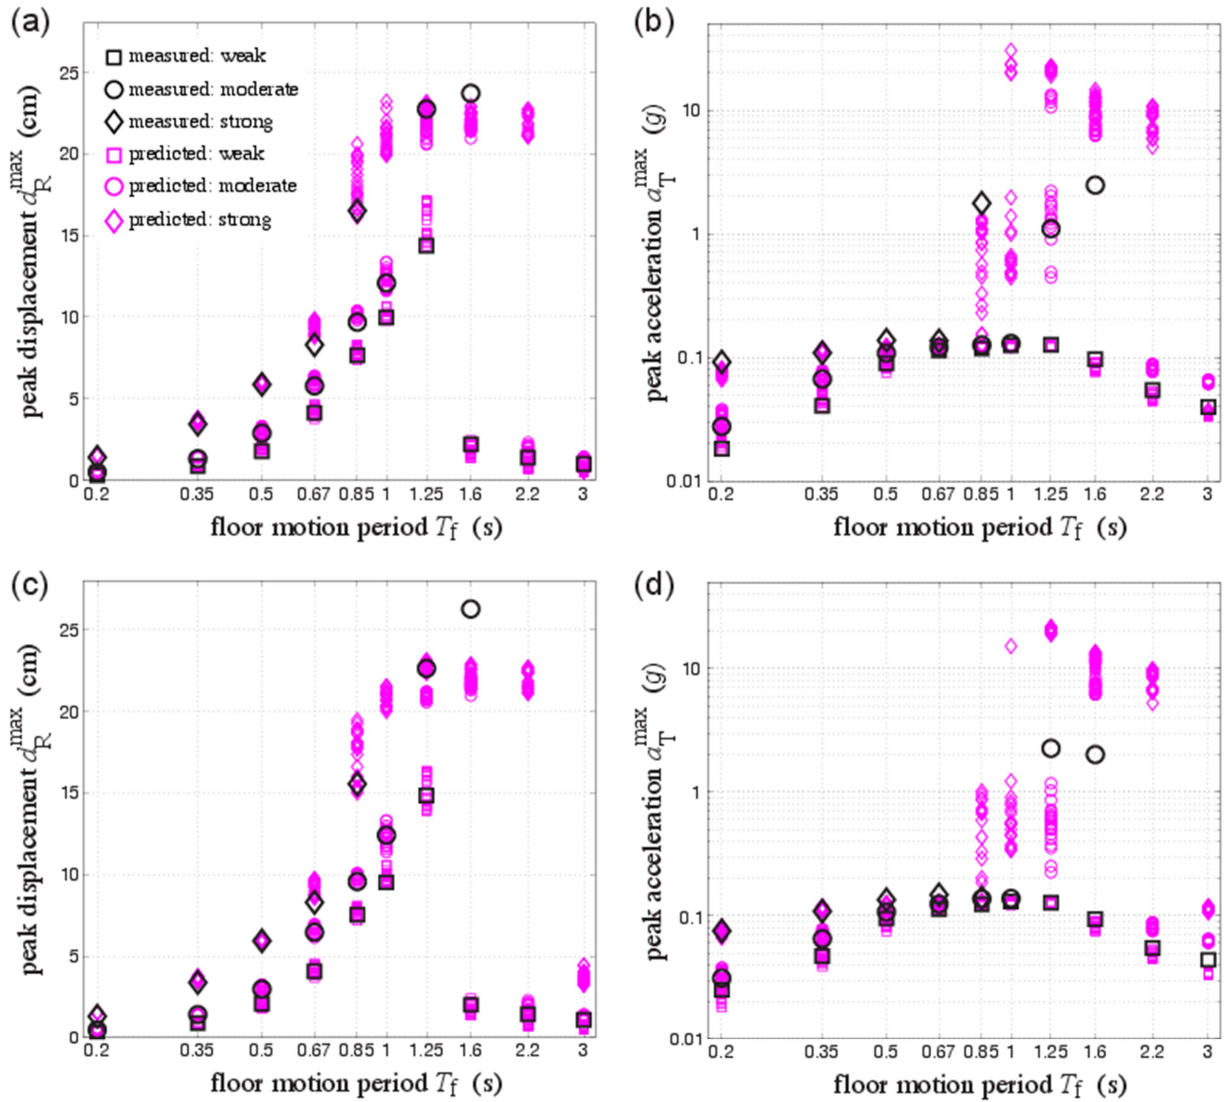 (a)
25
20
15
10
5
0
peak displacement d_R^max (cm)
measured: weak
measured: moderate
measured: strong
predicted: weak
predicted: moderate
predicted: strong
0.2 0.35 0.5 0.67 0.85 1 1.25 1.6 2.2 3
floor motion period T_f (s)
(b)
10
1
0.1
0.01
peak acceleration a_T^max (g)
0.2 0.35 0.5 0.67 0.85 1 1.25 1.6 2.2 3
floor motion period T_f (s)
(c)
25
20
15
10
5
0
peak displacement d_R^max (cm)
0.2 0.35 0.5 0.67 0.85 1 1.25 1.6 2.2 3
floor motion period T_f (s)
(d)
10
1
0.1
0.01
peak acceleration a_T^max (g)
0.2 0.35 0.5 0.67 0.85 1 1.25 1.6 2.2 3
floor motion period T_f (s)